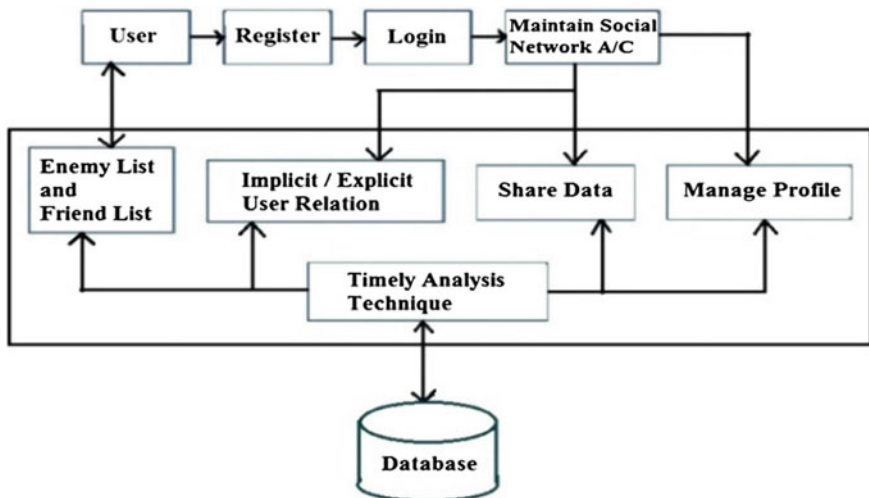 User
Register
Login
Maintain Social
Network A/C
Enemy List
and
Friend List
Implicit / Explicit
User Relation
Share Data
Manage Profile
Timely Analysis
Technique
Database